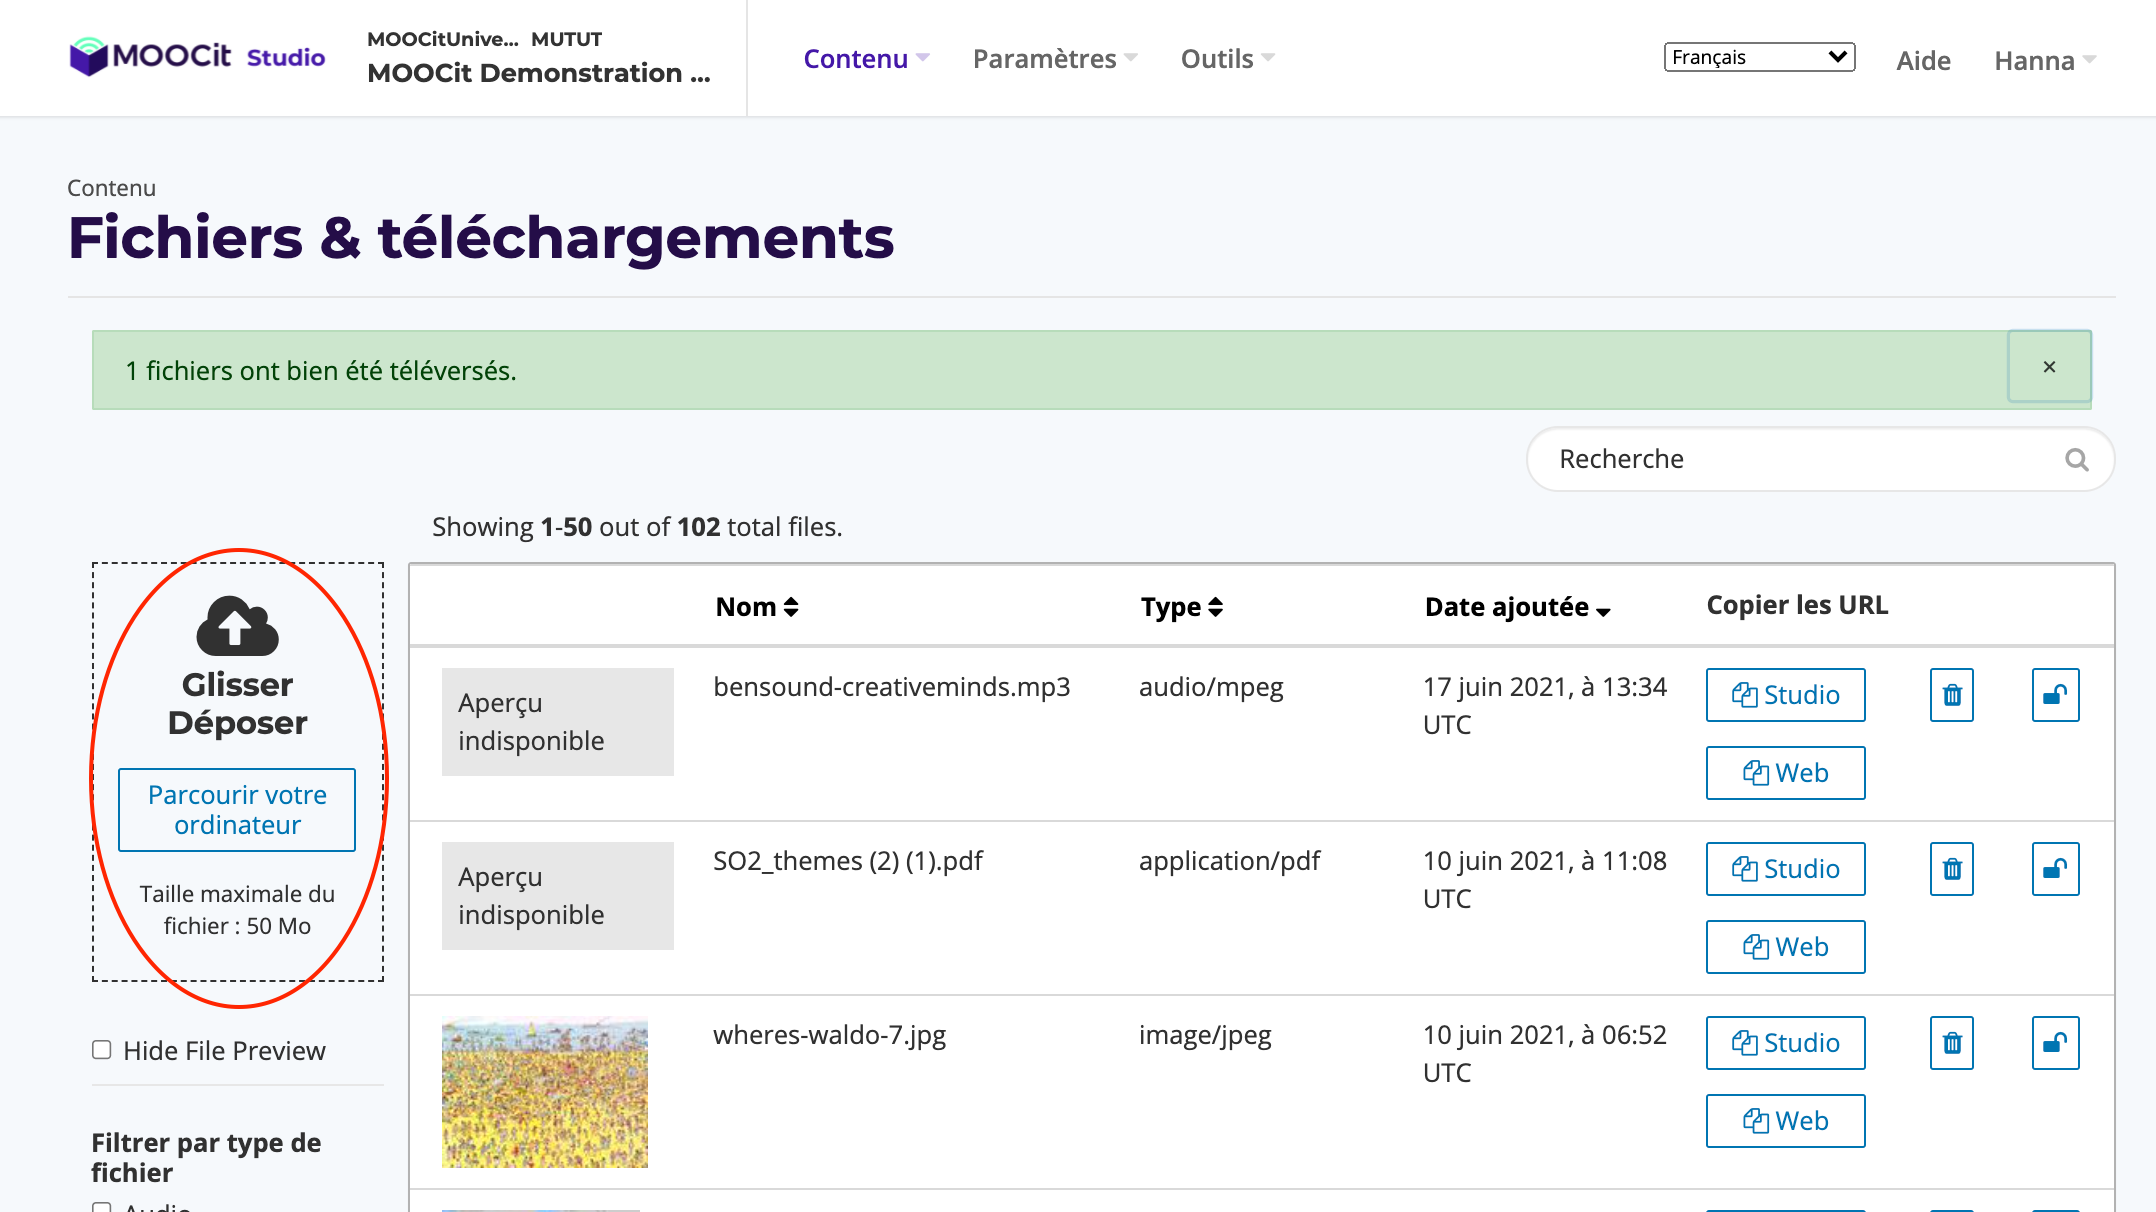 MOOCit Studio
MOOCitUnive... MUTUT
MOOCit Demonstration ...
Contenu
Paramètres
Outils
Français
Aide
Hanna
Contenu
Fichiers & téléchargements
1 fichiers ont bien été téléversés.
×
Recherche
Showing 1-50 out of 102 total files.
Glisser
Déposer
Parcourir votre
ordinateur
Taille maximale du
fichier : 50 Mo
Hide File Preview
Filtrer par type de
fichier
Audio
Nom
Type
Date ajoutée
Copier les URL
Aperçu
indisponible
bensound-creativeminds.mp3
audio/mpeg
17 juin 2021, à 13:34
UTC
Studio
Web
Aperçu
indisponible
SO2_themes (2) (1).pdf
application/pdf
10 juin 2021, à 11:08
UTC
Studio
Web
wheres-waldo-7.jpg
image/jpeg
10 juin 2021, à 06:52
UTC
Studio
Web